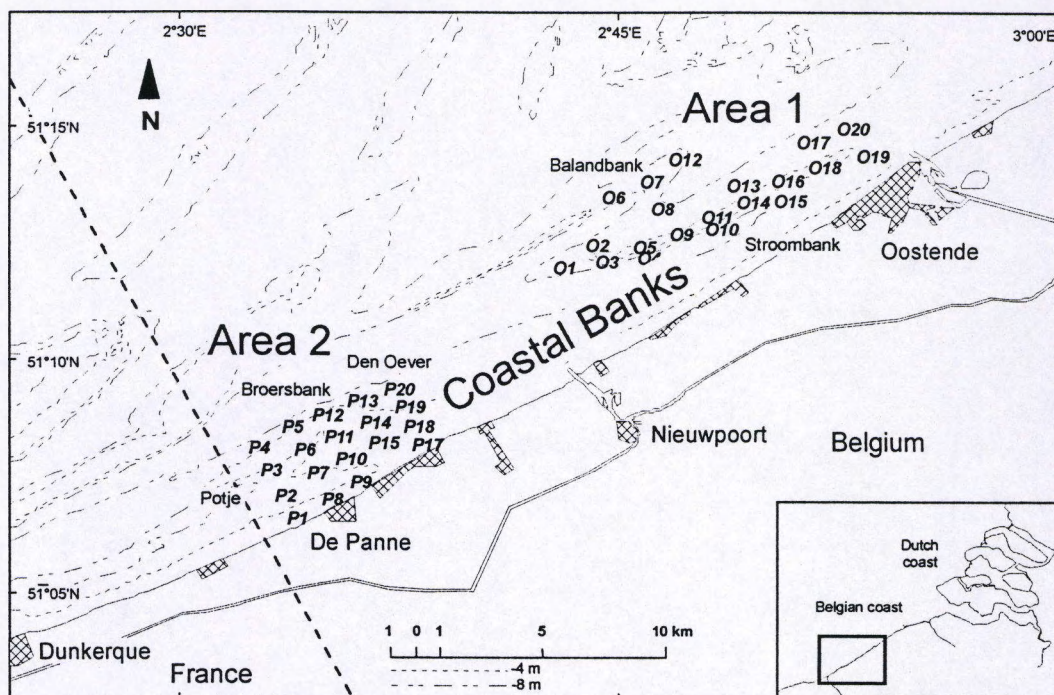 2°30'E
2°45'E
3°00'E
51°15'N
51°10'N
51°05'N
N
Area 1
O20
O17
O12
O19
Balandbank
O18
O7
O16
O6
O13
O14
O15
O8
O11
O10
O9
Stroombank
Oostende
O2
O5
O1
O3
Coastal Banks
Area 2
Den Oever
Broersbank
P20
P13
P19
P12
P14
P18
P5
P11
P15
P17
P4
P6
P10
P3
P7
P9
Potje
P2
P8
P1
Nieuwpoort
Belgium
De Panne
Dunkerque
France
1 0 1 5 10 km
-4 m
-8 m
Dutch
coast
Belgian coast